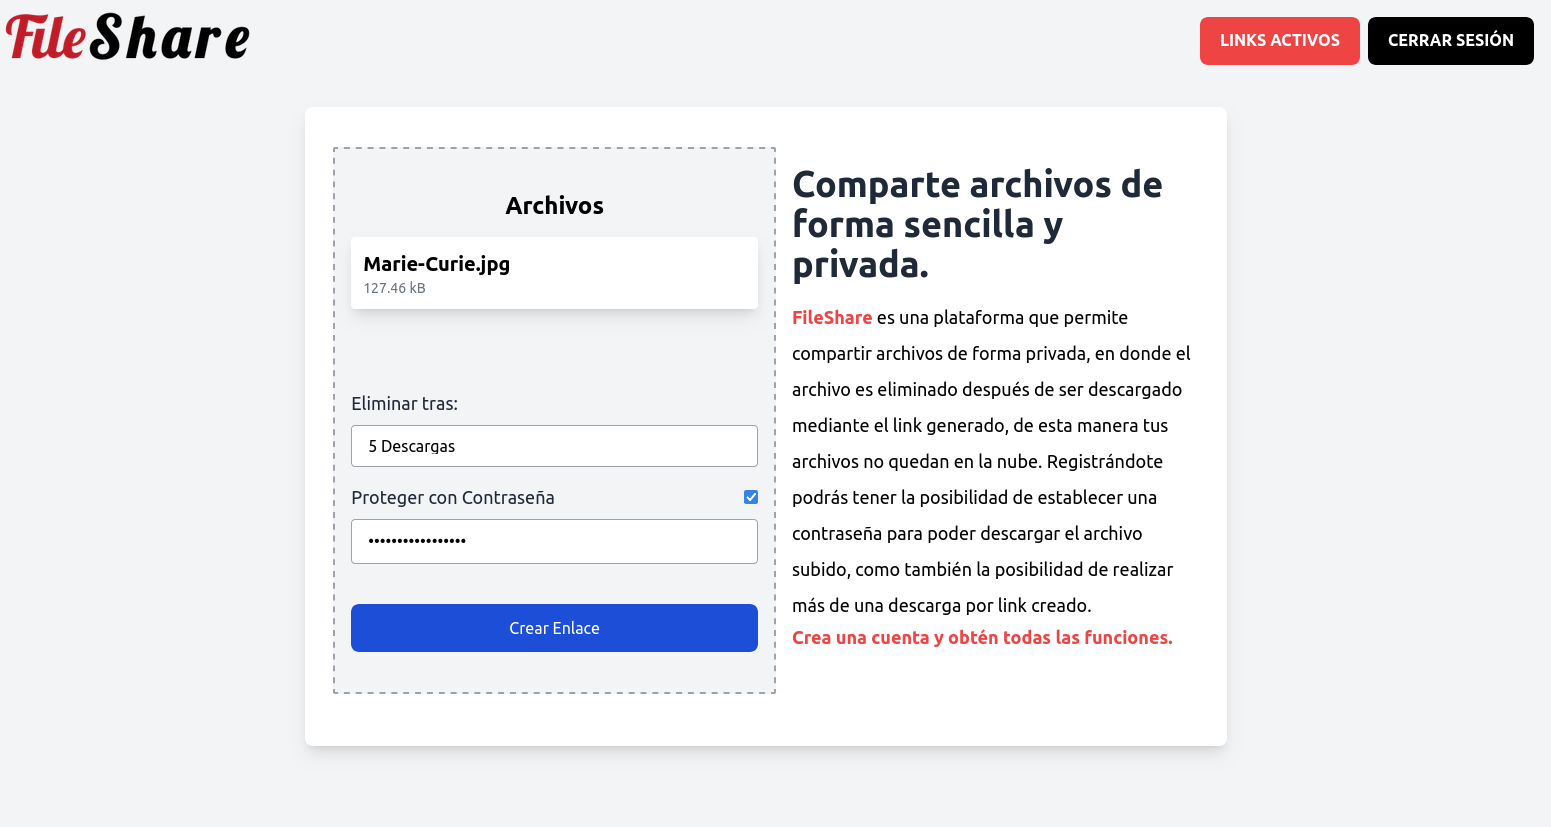 FileShare
LINKS ACTIVOS
CERRAR SESIÓN
Archivos
Marie-Curie.jpg
127.46 kB
Eliminar tras:
5 Descargas
Proteger con Contraseña
•••••••••••••••••
Crear Enlace
Comparte archivos de
forma sencilla y
privada.
FileShare es una plataforma que permite
compartir archivos de forma privada, en donde el
archivo es eliminado después de ser descargado
mediante el link generado, de esta manera tus
archivos no quedan en la nube. Registrándote
podrás tener la posibilidad de establecer una
contraseña para poder descargar el archivo
subido, como también la posibilidad de realizar
más de una descarga por link creado.
Crea una cuenta y obtén todas las funciones.